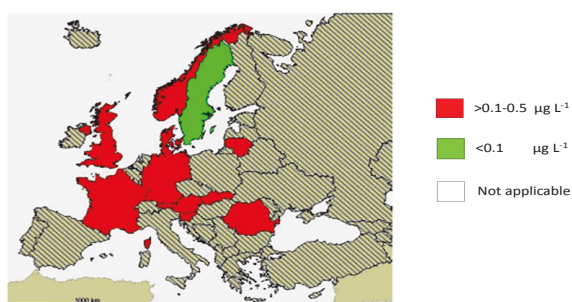 >0.1-0.5 µg L⁻¹
<0.1 µg L⁻¹
Not applicable
1000 km